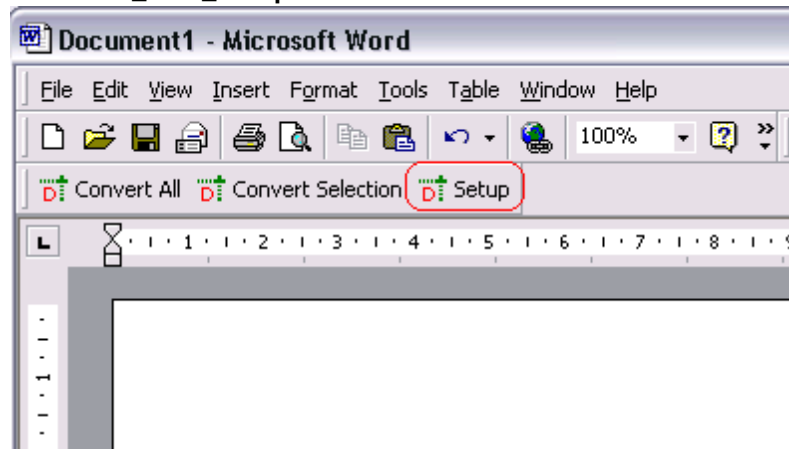 Document1 - Microsoft Word
File Edit View Insert Format Tools Table Window Help
100%
Convert All Convert Selection Setup
1 2 3 4 5 6 7 8
1